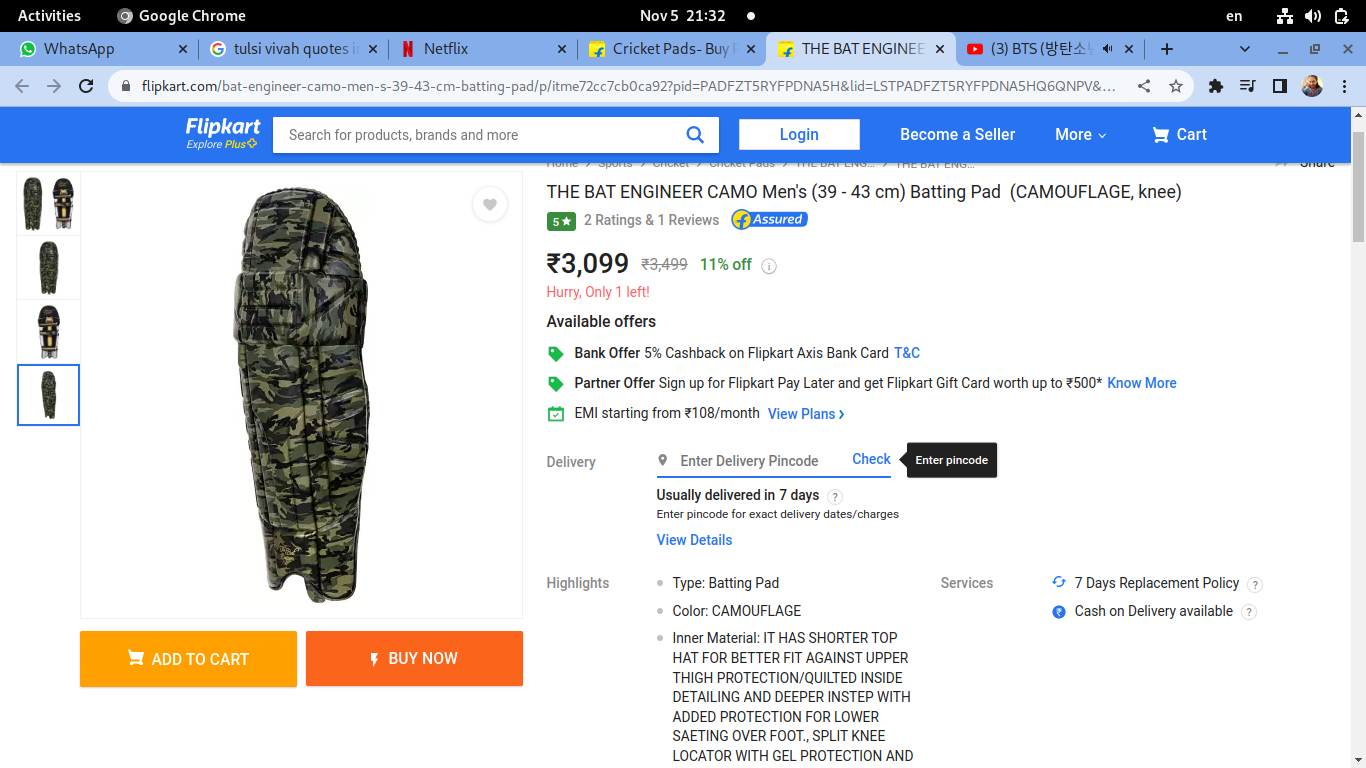 Activities
Google Chrome
Nov 5 21:32
en
WhatsApp
tulsi vivah quotes i
Netflix
Cricket Pads- Buy
THE BAT ENGINEE
(3) BTS (방탄소
flipkart.com/bat-engineer-camo-men-s-39-43-cm-batting-pad/p/itme72cc7cb0ca92?pid=PADFZT5RYFPDNA5H&lid=LSTPADFZT5RYFPDNA5HQ6QNPV&...
Flipkart
Explore Plus
Search for products, brands and more
Login
Become a Seller
More
Cart
Home > Sports > Cricket > Cricket Pads > THE BAT ENG... > THE BAT ENG...
Share
THE BAT ENGINEER CAMO Men's (39 - 43 cm) Batting Pad (CAMOUFLAGE, knee)
5★ 2 Ratings & 1 Reviews Assured
₹3,099 ₹3,499 11% off
Hurry, Only 1 left!
Available offers
Bank Offer 5% Cashback on Flipkart Axis Bank Card T&C
Partner Offer Sign up for Flipkart Pay Later and get Flipkart Gift Card worth up to ₹500* Know More
EMI starting from ₹108/month View Plans ›
Delivery
Enter Delivery Pincode
Check
Enter pincode
Usually delivered in 7 days ?
Enter pincode for exact delivery dates/charges
View Details
Highlights
Type: Batting Pad
Color: CAMOUFLAGE
Inner Material: IT HAS SHORTER TOP
HAT FOR BETTER FIT AGAINST UPPER
THIGH PROTECTION/QUILTED INSIDE
DETAILING AND DEEPER INSTEP WITH
ADDED PROTECTION FOR LOWER
SAETING OVER FOOT., SPLIT KNEE
LOCATOR WITH GEL PROTECTION AND
Services
7 Days Replacement Policy ?
Cash on Delivery available ?
ADD TO CART
BUY NOW